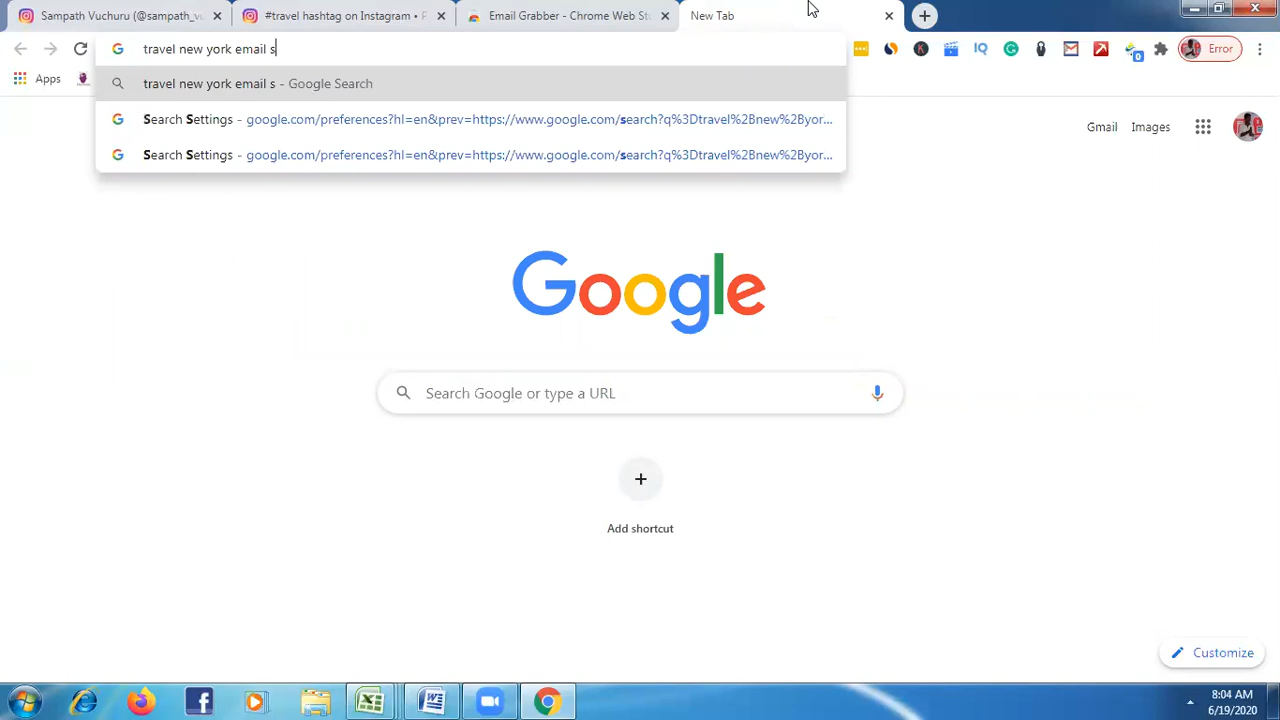 Sampath Vuchuru (@sampath_vu
#travel hashtag on Instagram • P
Email Grabber - Chrome Web Sto
New Tab
travel new york email s
Error
Apps
travel new york email s - Google Search
Search Settings - google.com/preferences?hl=en&prev=https://www.google.com/search?q%3Dtravel%2Bnew%2Byor...
Search Settings - google.com/preferences?hl=en&prev=https://www.google.com/search?q%3Dtravel%2Bnew%2Byor...
Gmail Images
Google
Search Google or type a URL
Add shortcut
Customize
8:04 AM
6/19/2020